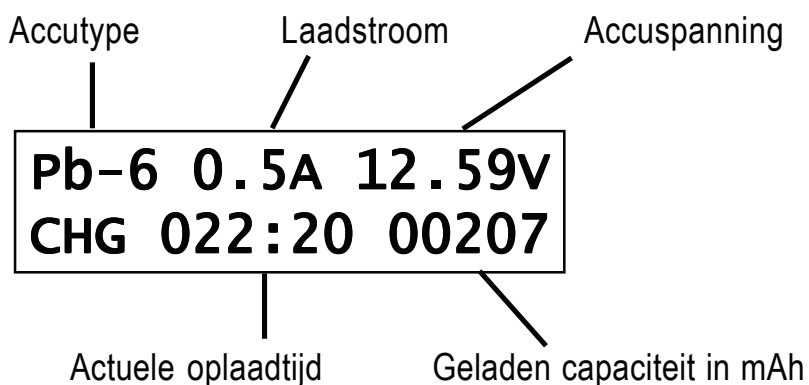 Accutype Laadstroom Accuspanning
Pb-6 0.5A 12.59V
CHG 022:20 00207
Actuele oplaadtijd Geladen capaciteit in mAh